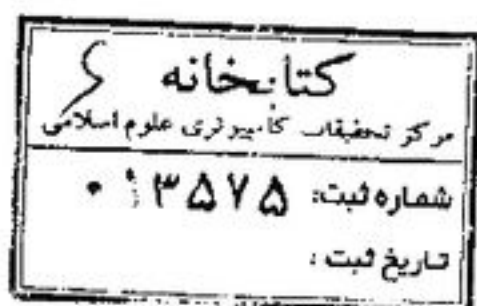 کتابخانه
مرکز تحقیقات کامپیوتری علوم اسلامی
شماره ثبت: ۰۱۳۵۷۵
تاریخ ثبت: